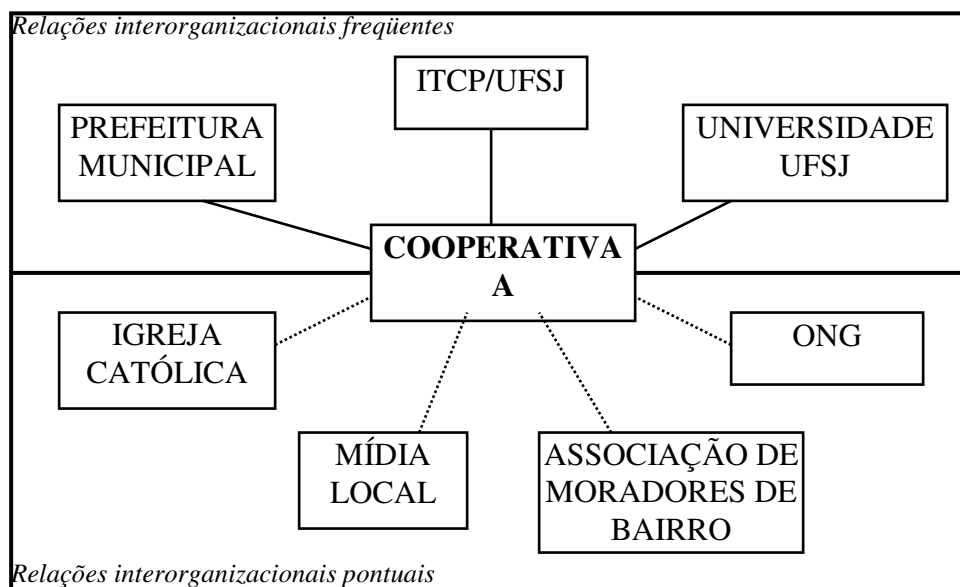 Relações interorganizacionais freqüentes
ITCP/UFSJ
PREFEITURA
MUNICIPAL
UNIVERSIDADE
UFSJ
COOPERATIVA
A
IGREJA
CATÓLICA
ONG
MÍDIA
LOCAL
ASSOCIAÇÃO DE
MORADORES DE
BAIRRO
Relações interorganizacionais pontuais